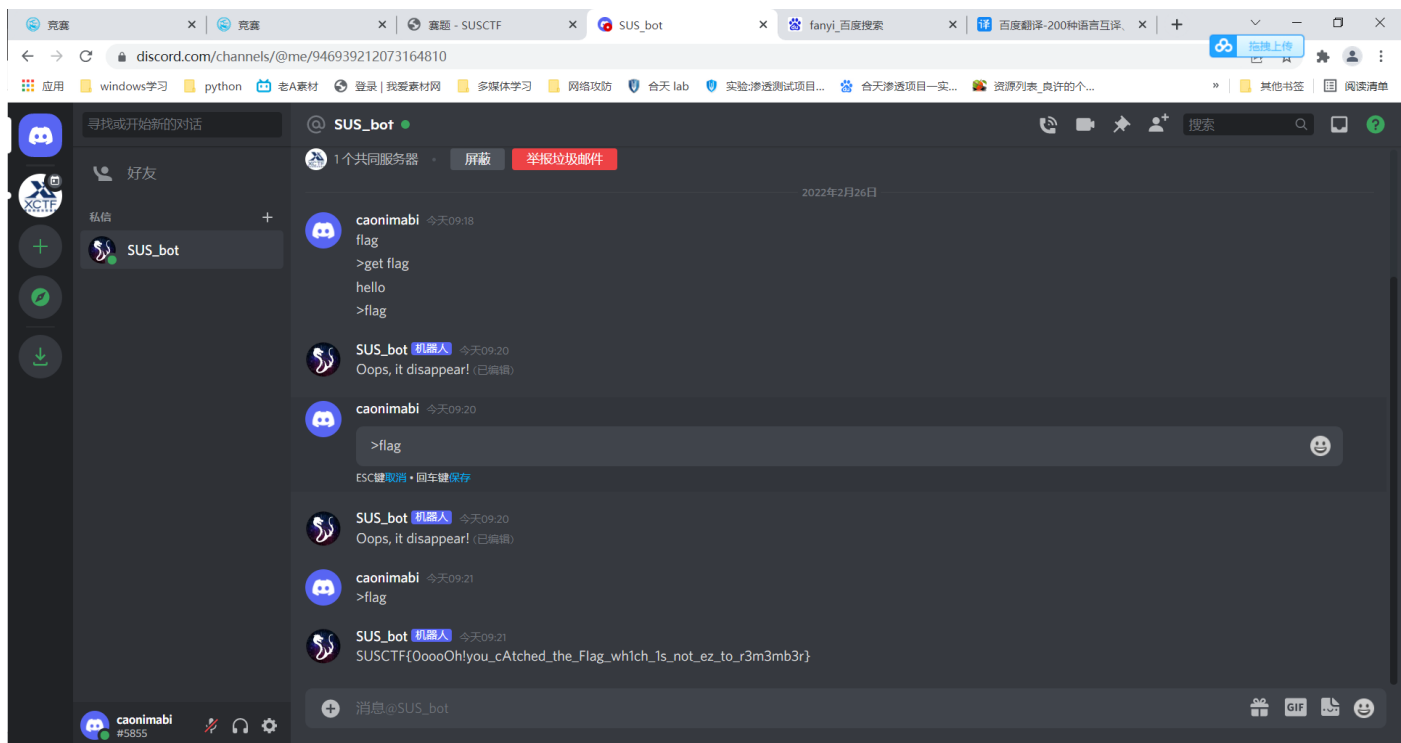 竞赛
竞赛
赛题 - SUSCTF
SUS_bot
fanyi_百度搜索
百度翻译-200种语言互译、
拖拽上传
discord.com/channels/@me/946939212073164810
应用
windows学习
python
老A素材
登录 | 我爱素材网
多媒体学习
网络攻防
合天 lab
实验:渗透测试项目...
合天渗透项目一实...
资源列表_良许的个...
»
其他书签
阅读清单
寻找或开始新的对话
SUS_bot
搜索
XCTF
1个共同服务器
屏蔽
举报垃圾邮件
好友
私信
SUS_bot
2022年2月26日
caonimabi 今天09:18
flag
>get flag
hello
>flag
SUS_bot 机器人 今天09:20
Oops, it disappear! (已编辑)
caonimabi 今天09:20
>flag
ESC键取消 • 回车键保存
SUS_bot 机器人 今天09:20
Oops, it disappear! (已编辑)
caonimabi 今天09:21
>flag
SUS_bot 机器人 今天09:21
SUSCTF{0oooOh!you_cAtched_the_Flag_wh1ch_1s_not_ez_to_r3m3mb3r}
消息@SUS_bot
GIF
caonimabi
#5855